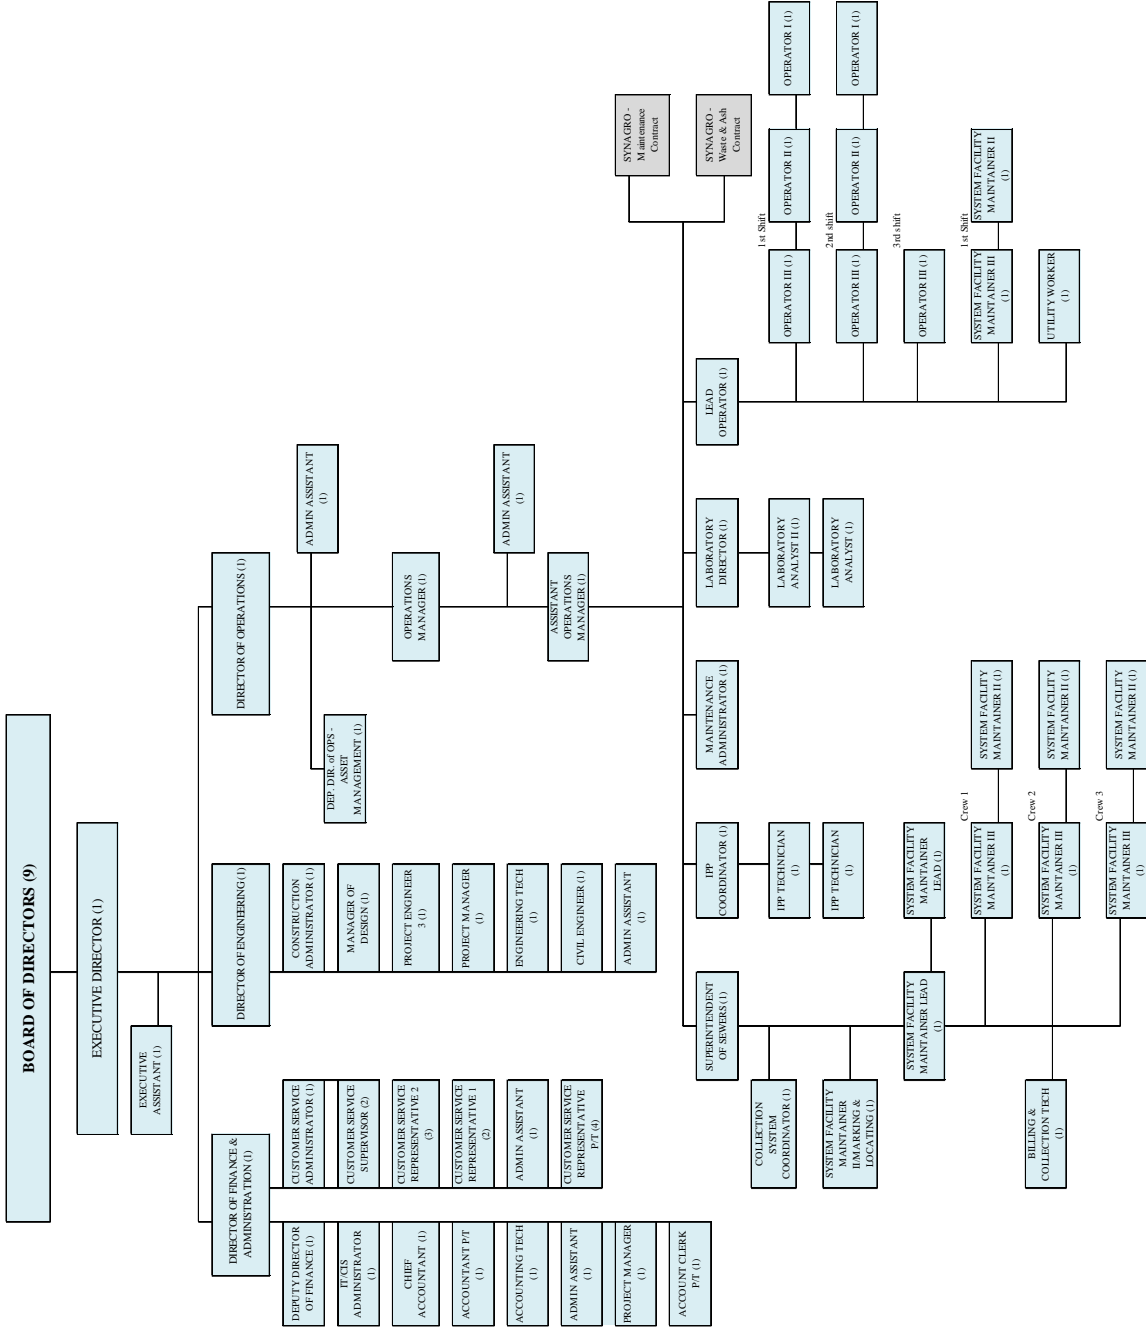 BOARD OF DIRECTORS (9)
EXECUTIVE DIRECTOR (1)
EXECUTIVE
ASSISTANT (1)
DIRECTOR OF FINANCE &
ADMINISTRATION (1)
DIRECTOR OF ENGINEERING (1)
DIRECTOR OF OPERATIONS (1)
DEPUTY DIRECTOR
OF FINANCE (1)
IT/CIS
ADMINISTRATOR
(1)
CHIEF
ACCOUNTANT (1)
ACCOUNTANT P/T
(1)
ACCOUNTING TECH
(1)
ADMIN ASSISTANT
(1)
PROJECT MANAGER
(1)
ACCOUNT CLERK
P/T (1)
CUSTOMER SERVICE
ADMINISTRATOR (1)
CUSTOMER SERVICE
SUPERVISOR (2)
CUSTOMER SERVICE
REPRESENTATIVE 2
(3)
CUSTOMER SERVICE
REPRESENTATIVE 1
(2)
ADMIN ASSISTANT
(1)
CUSTOMER SERVICE
REPRESENTATIVE
P/T (4)
CONSTRUCTION
ADMINISTRATOR (1)
MANAGER OF
DESIGN (1)
PROJECT ENGINEER
3 (1)
PROJECT MANAGER
(1)
ENGINEERING TECH
(1)
CIVIL ENGINEER (1)
ADMIN ASSISTANT
(1)
ADMIN ASSISTANT
(1)
DEP. DIR. of OPS -
ASSET
MANAGEMENT (1)
OPERATIONS
MANAGER (1)
ADMIN ASSISTANT
(1)
ASSISTANT
OPERATIONS
MANAGER (1)
SYNAGRO -
Maintenance
Contract
SYNAGRO -
Waste & Ash
Contract
SUPERINTENDENT
OF SEWERS (1)
IPP
COORDINATOR (1)
MAINTENANCE
ADMINISTRATOR (1)
LABORATORY
DIRECTOR (1)
LEAD
OPERATOR (1)
COLLECTION
SYSTEM
COORDINATOR (1)
SYSTEM FACILITY
MAINTAINER
II/MARKING &
LOCATING (1)
SYSTEM FACILITY
MAINTAINER LEAD
(1)
SYSTEM FACILITY
MAINTAINER
LEAD (1)
BILLING &
COLLECTION TECH
(1)
Crew 1
SYSTEM FACILITY
MAINTAINER III
(1)
SYSTEM FACILITY
MAINTAINER II (1)
Crew 2
SYSTEM FACILITY
MAINTAINER III
(1)
SYSTEM FACILITY
MAINTAINER II (1)
Crew 3
SYSTEM FACILITY
MAINTAINER III
(1)
SYSTEM FACILITY
MAINTAINER II (1)
IPP TECHNICIAN
(1)
IPP TECHNICIAN
(1)
LABORATORY
ANALYST II (1)
LABORATORY
ANALYST (1)
1st Shift
OPERATOR III (1)
OPERATOR II (1)
OPERATOR I (1)
2nd shift
OPERATOR III (1)
OPERATOR II (1)
OPERATOR I (1)
3rd shift
OPERATOR III (1)
1st Shift
SYSTEM FACILITY
MAINTAINER III
(1)
SYSTEM FACILITY
MAINTAINER II
(1)
UTILITY WORKER
(1)